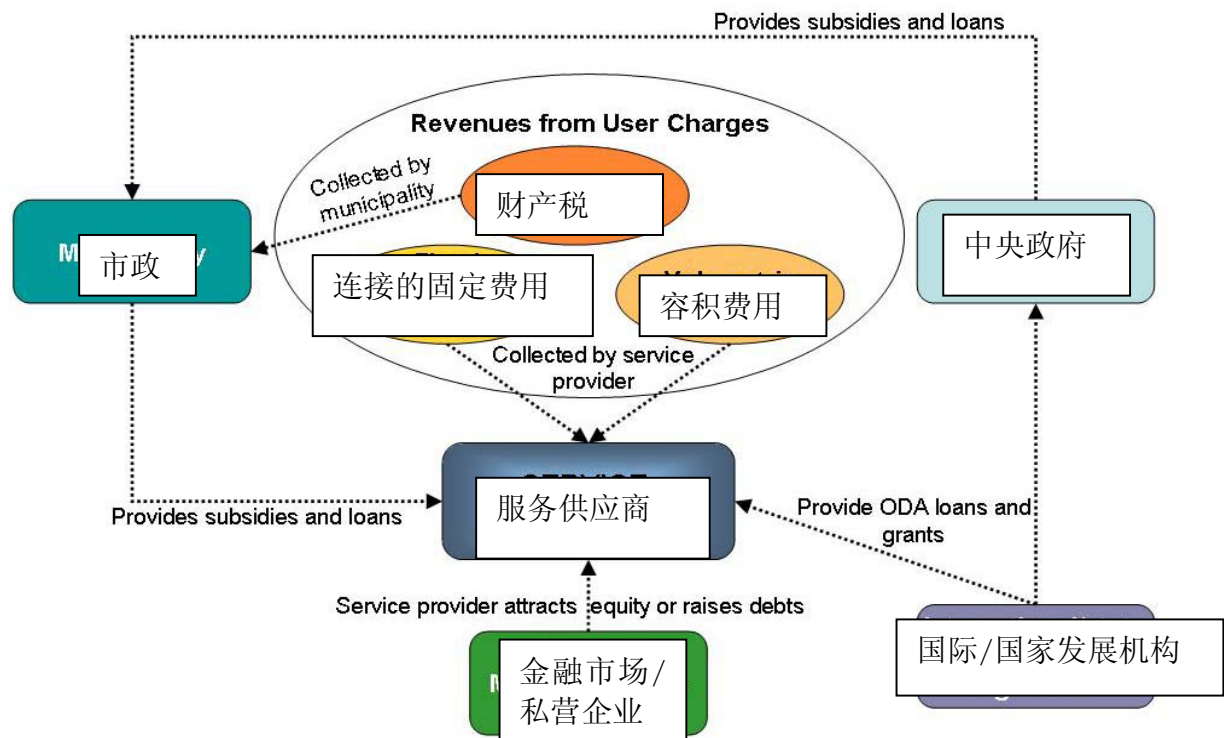 Provides subsidies and loans
Revenues from User Charges
Collected by
municipality
财产税
市政
中央政府
连接的固定费用
容积费用
Collected by service
provider
服务供应商
Provides subsidies and loans
Provide ODA loans and
grants
Service provider attracts equity or raises debts
金融市场/
私营企业
国际/国家发展机构